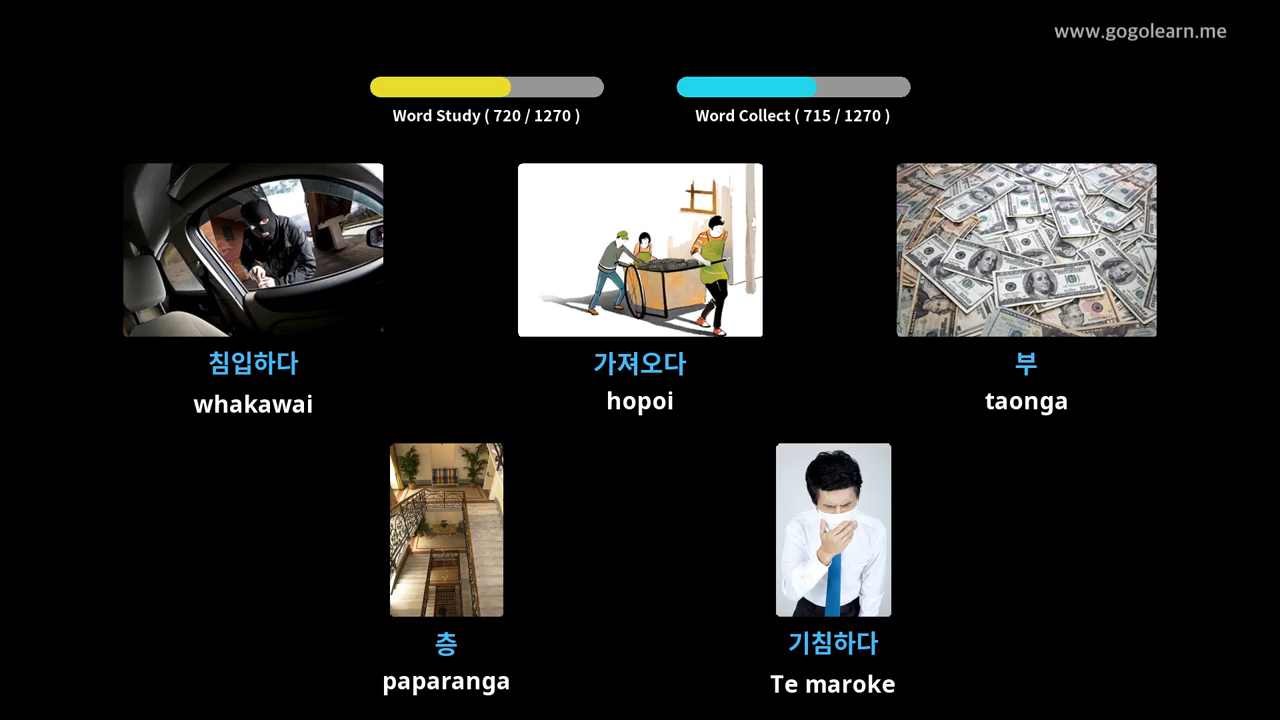 www.gogolearn.me
Word Study ( 720 / 1270 )
Word Collect ( 715 / 1270 )
침입하다
whakawai
가져오다
hopoi
부
taonga
층
paparanga
기침하다
Te maroke